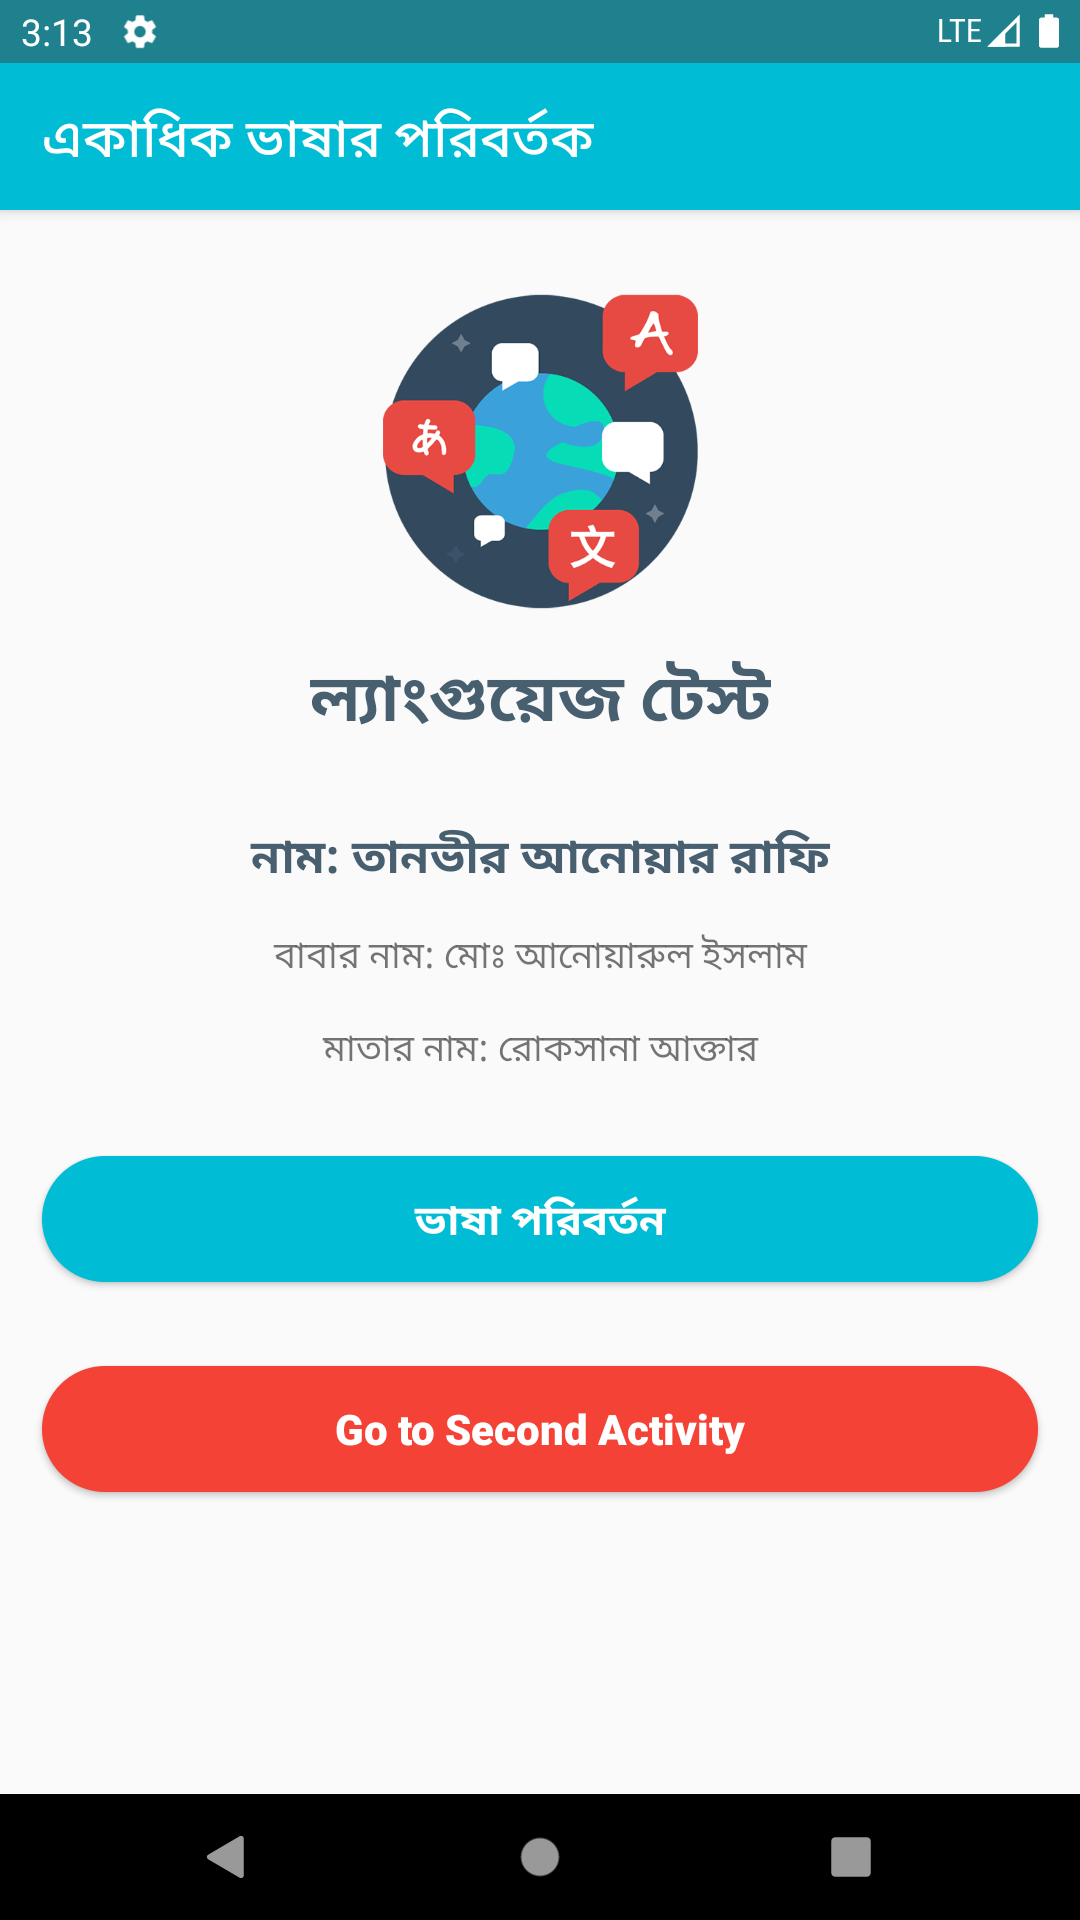 3:13 LTE
একাধিক ভাষার পরিবর্তক
A
あ
文
ল্যাংগুয়েজ টেস্ট
নাম: তানভীর আনোয়ার রাফি
বাবার নাম: মোঃ আনোয়ারুল ইসলাম
মাতার নাম: রোকসানা আক্তার
ভাষা পরিবর্তন
Go to Second Activity